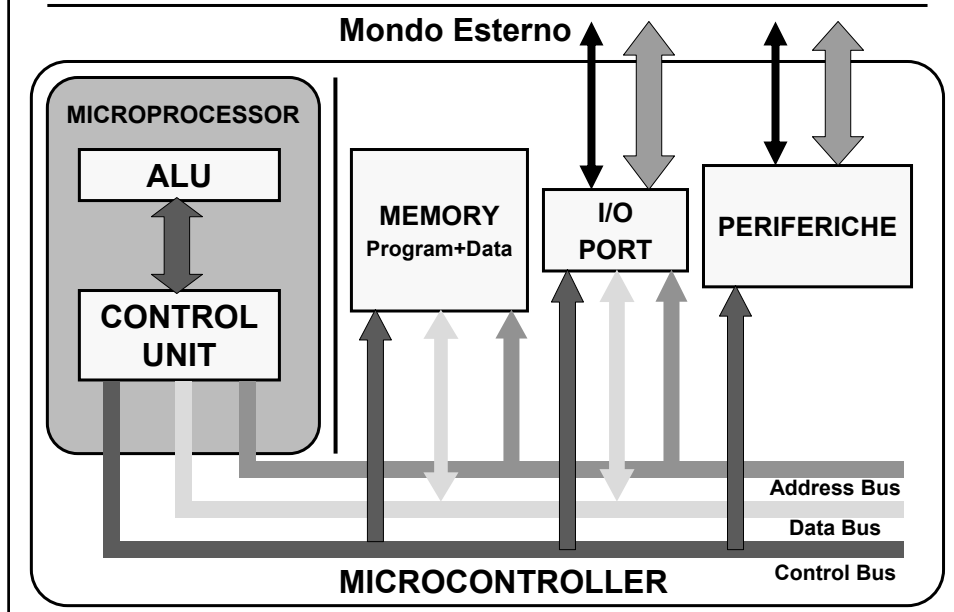 Mondo Esterno
MICROPROCESSOR
ALU
CONTROL
UNIT
MEMORY
Program+Data
I/O
PORT
PERIFERICHE
Address Bus
Data Bus
Control Bus
MICROCONTROLLER